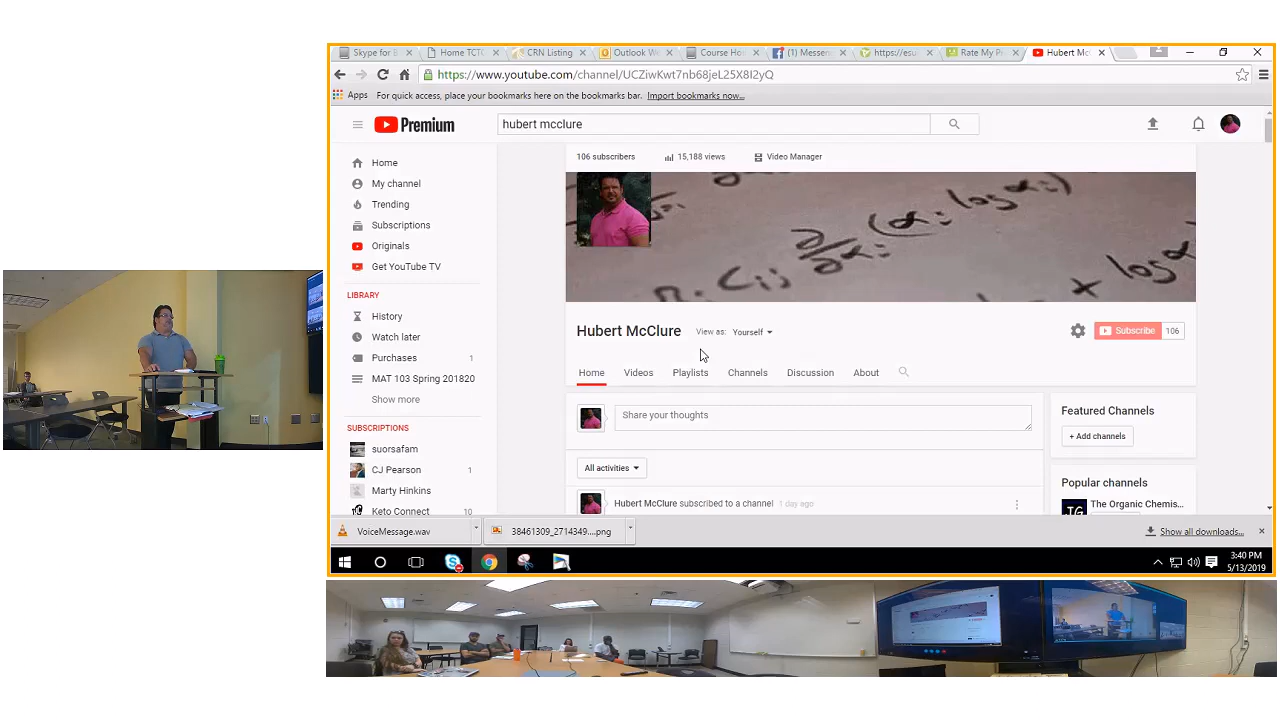 Skype for B
Home TCTC
CRN Listing
Outlook We
Course Ho
(1) Messen
https://esu
Rate My P
Hubert Mc
https://www.youtube.com/channel/UCZiwKwt7nb68jeL25X8I2yQ
Apps For quick access, place your bookmarks here on the bookmarks bar. Import bookmarks now...
Premium
hubert mcclure
106 subscribers 15,188 views Video Manager
Home
My channel
Trending
Subscriptions
Originals
Get YouTube TV
LIBRARY
History
Watch later
Purchases 1
MAT 103 Spring 201820
Show more
SUBSCRIPTIONS
suorsafam
CJ Pearson 1
Marty Hinkins
Keto Connect 10
Hubert McClure View as: Yourself
Subscribe 106
Home Videos Playlists Channels Discussion About
Share your thoughts
All activities
Hubert McClure subscribed to a channel 1 day ago
Featured Channels
+ Add channels
Popular channels
The Organic Chemis...
VoiceMessage.wav
38461309_2714349....png
Show all downloads...
3:40 PM
5/13/2019